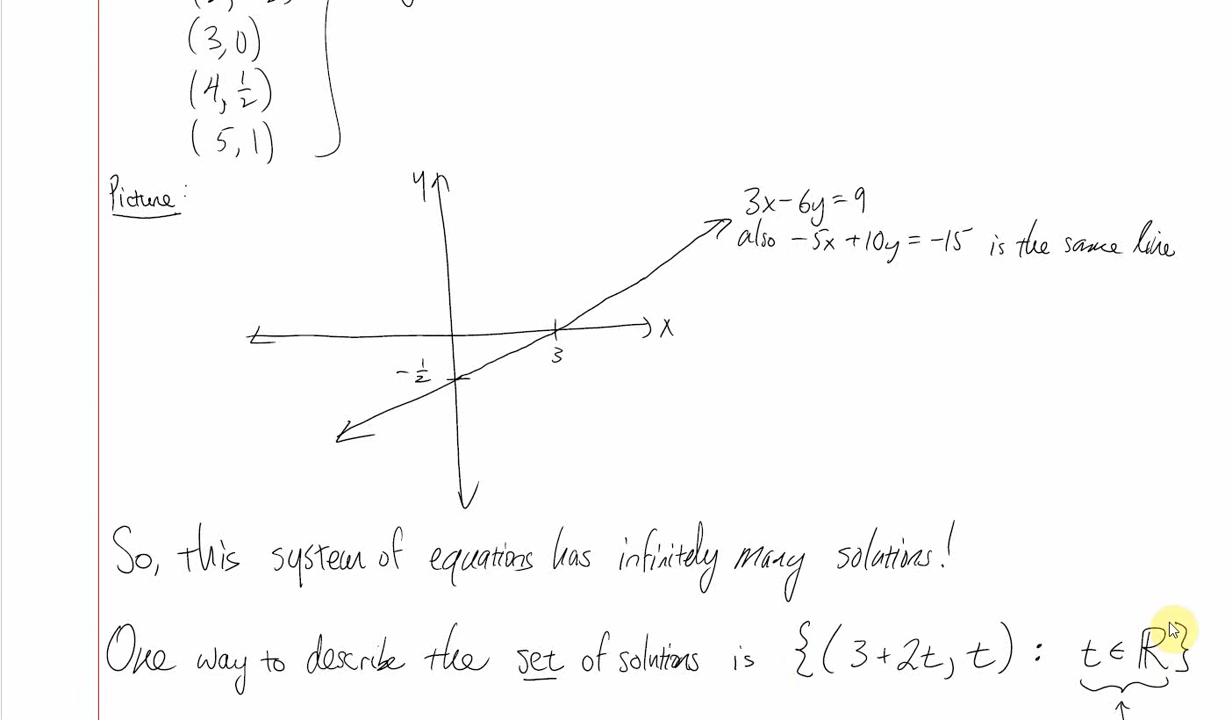 (3, 0)
(4, ½)
(5, 1)
Picture:
y
3x - 6y = 9
also -5x + 10y = -15 is the same line
x
3
-½
So, this system of equations has infinitely many solutions!
One way to describe the set of solutions is {(3 + 2t, t) : t ∈ ℝ}